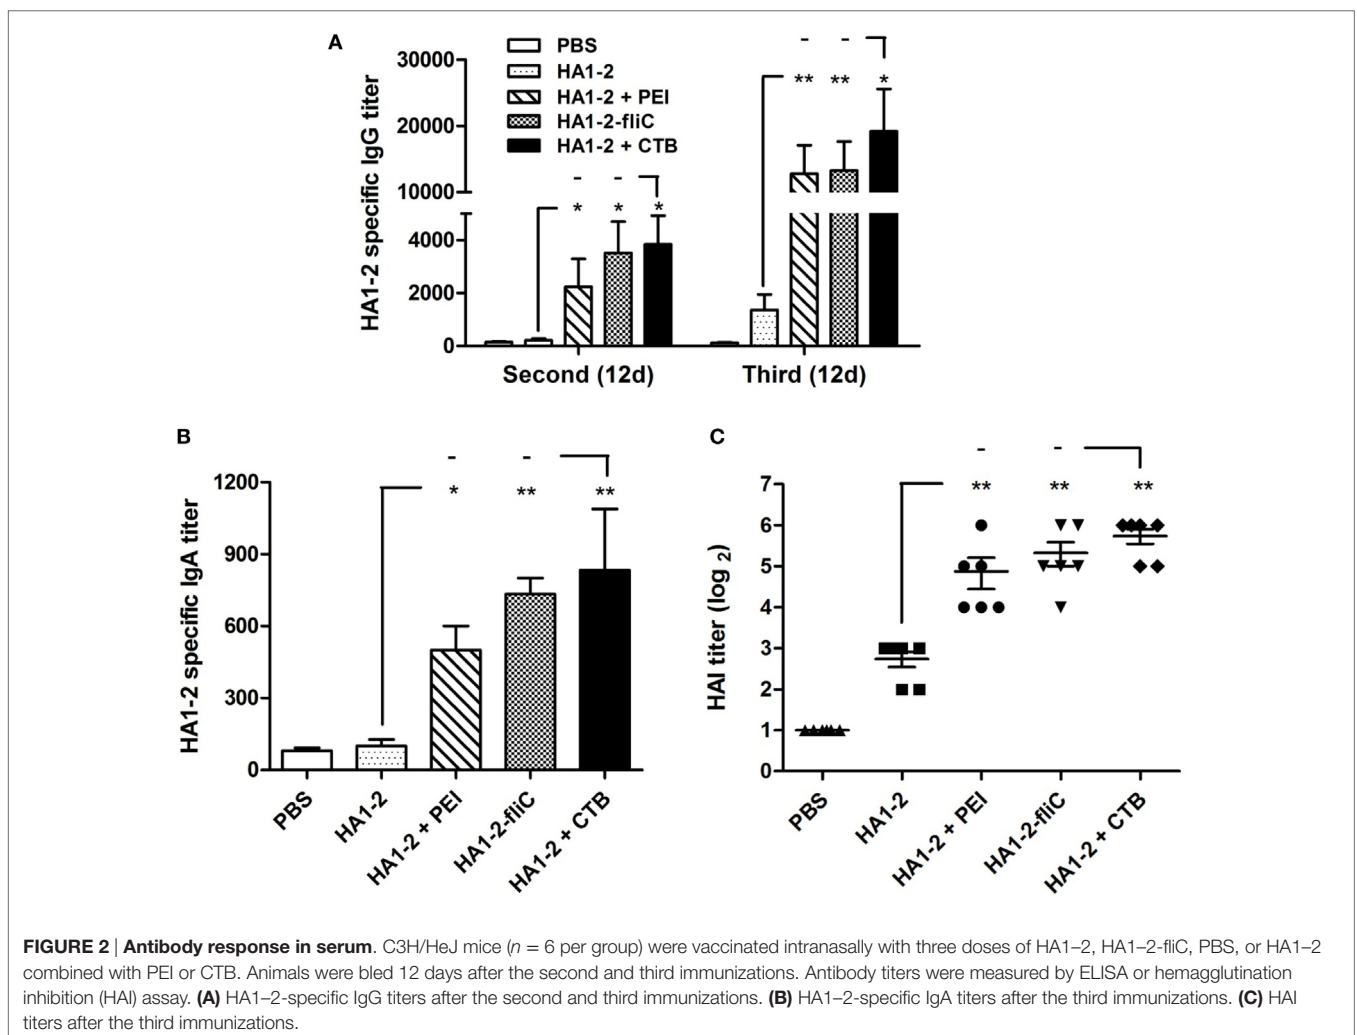 A
HA1-2 specific IgG titer
PBS
HA1-2
HA1-2 + PEI
HA1-2-fliC
HA1-2 + CTB
30000
20000
10000
4000
2000
0
- -
** ** *
- -
* * *
Second (12d) Third (12d)
B
HA1-2 specific IgA titer
1200
900
600
300
0
- -
* ** **
PBS
HA1-2
HA1-2 + PEI
HA1-2-fliC
HA1-2 + CTB
C
HAI titer (log 2)
7
6
5
4
3
2
1
0
- -
** ** **
PBS
HA1-2
HA1-2 + PEI
HA1-2-fliC
HA1-2 + CTB
FIGURE 2 | Antibody response in serum. C3H/HeJ mice (n = 6 per group) were vaccinated intranasally with three doses of HA1–2, HA1–2-fliC, PBS, or HA1–2
combined with PEI or CTB. Animals were bled 12 days after the second and third immunizations. Antibody titers were measured by ELISA or hemagglutination
inhibition (HAI) assay. (A) HA1–2-specific IgG titers after the second and third immunizations. (B) HA1–2-specific IgA titers after the third immunizations. (C) HAI
titers after the third immunizations.